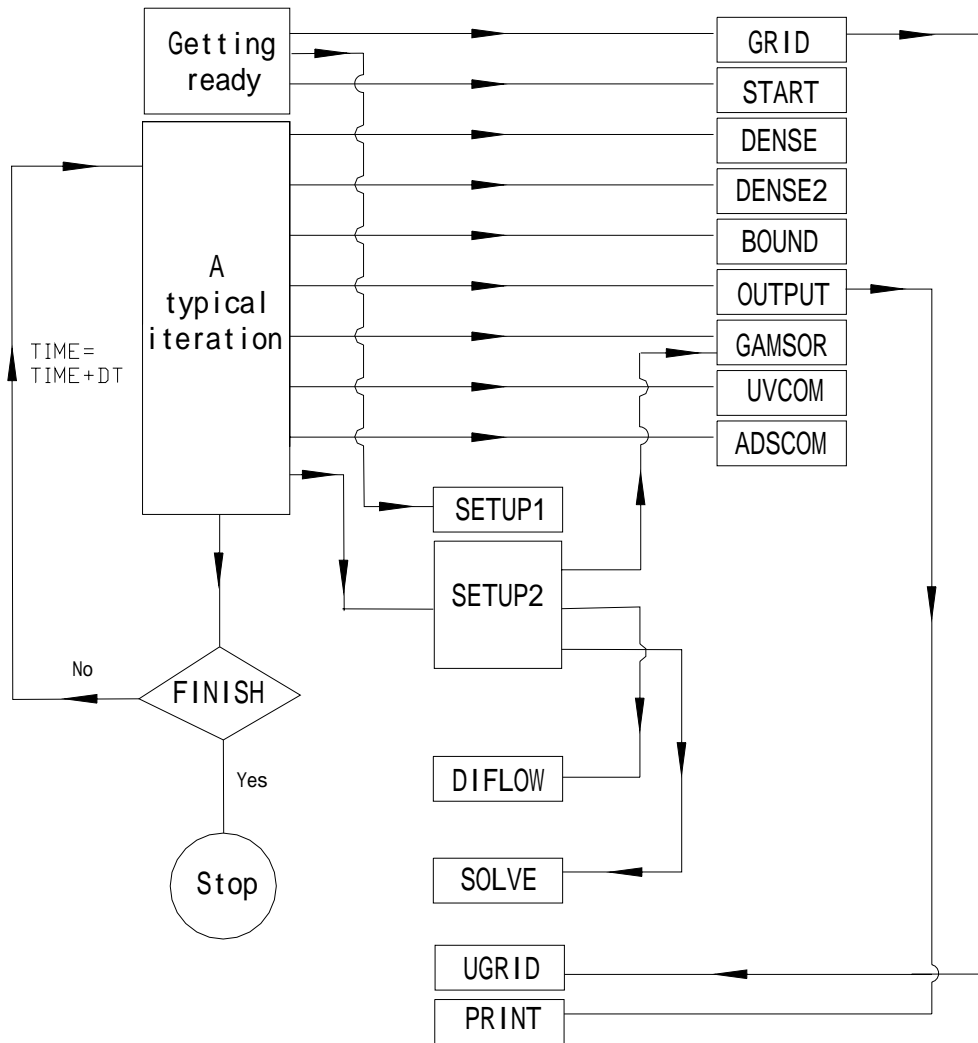 Getting
ready
GRID
START
DENSE
DENSE2
BOUND
A
typical
iteration
OUTPUT
TIME=
TIME+DT
GAMSOR
UVCOM
ADSCOM
SETUP1
SETUP2
No
FINISH
Yes
DIFLOW
Stop
SOLVE
UGRID
PRINT